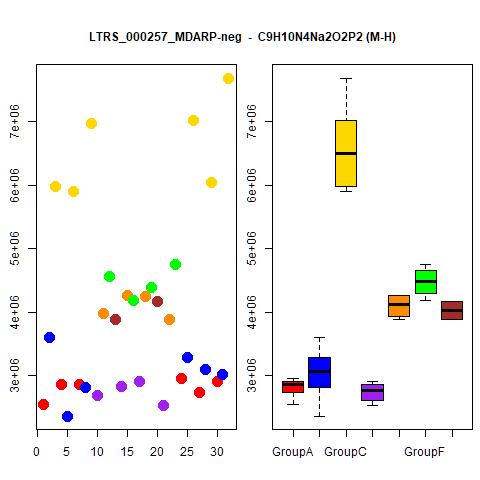 LTRS_000257_MDARP-neg - C9H10N4Na2O2P2 (M-H)
7e+06
6e+06
5e+06
4e+06
3e+06
0 5 10 15 20 25 30
7e+06
6e+06
5e+06
4e+06
3e+06
GroupA GroupC GroupF